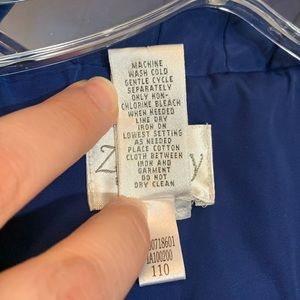 MACHINE
WASH COLD
GENTLE CYCLE
SEPARATELY
ONLY NON-
CHLORINE BLEACH
WHEN NEEDED
LINE DRY
IRON ON
LOWEST SETTING
AS NEEDED
PLACE COTTON
CLOTH BETWEEN
IRON AND
GARMENT
DO NOT
DRY CLEAN
110